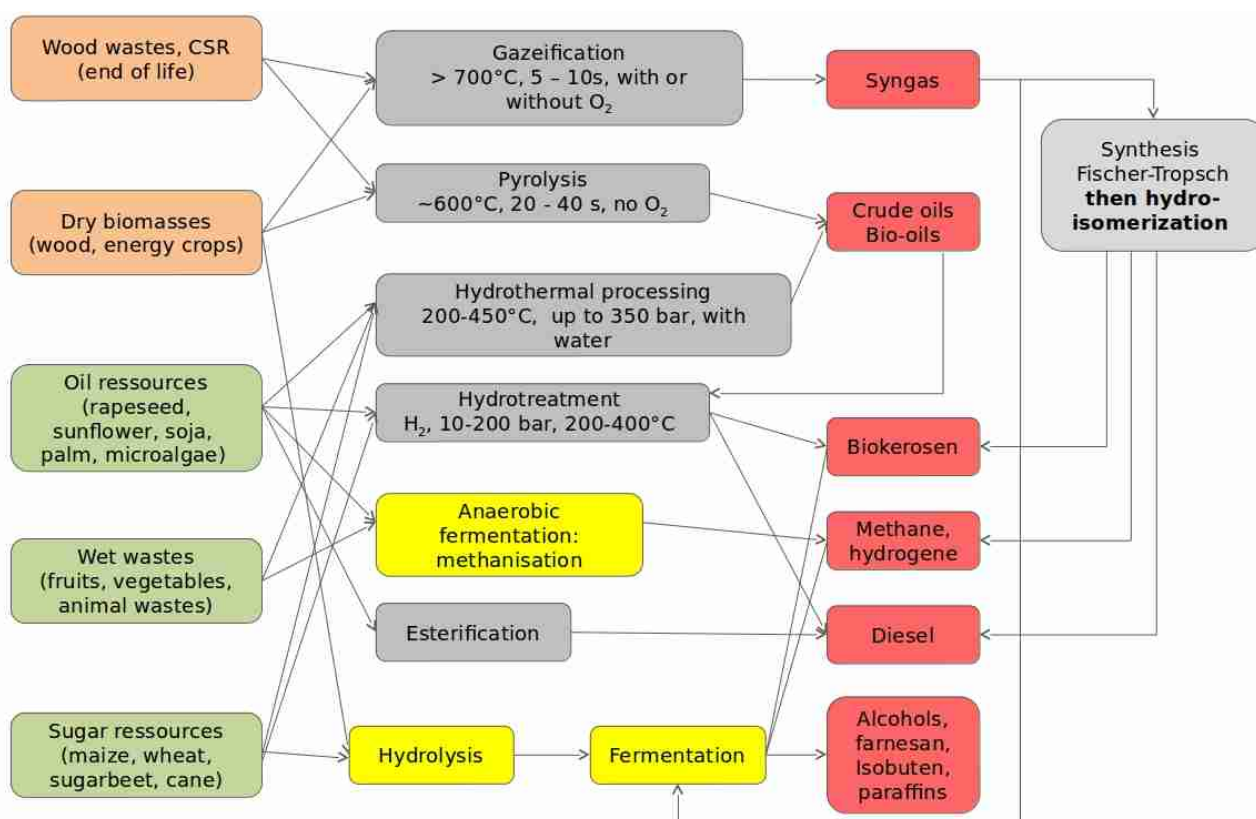 Wood wastes, CSR
(end of life)
Gazeification
> 700°C, 5 – 10s, with or
without O₂
Syngas
Synthesis
Fischer-Tropsch
then hydro-
isomerization
Dry biomasses
(wood, energy crops)
Pyrolysis
~600°C, 20 - 40 s, no O₂
Crude oils
Bio-oils
Hydrothermal processing
200-450°C, up to 350 bar, with
water
Oil ressources
(rapeseed,
sunflower, soja,
palm, microalgae)
Hydrotreatment
H₂, 10-200 bar, 200-400°C
Biokerosen
Anaerobic
fermentation:
methanisation
Methane,
hydrogene
Wet wastes
(fruits, vegetables,
animal wastes)
Esterification
Diesel
Sugar ressources
(maize, wheat,
sugarbeet, cane)
Hydrolysis
Fermentation
Alcohols,
farnesan,
Isobuten,
paraffins